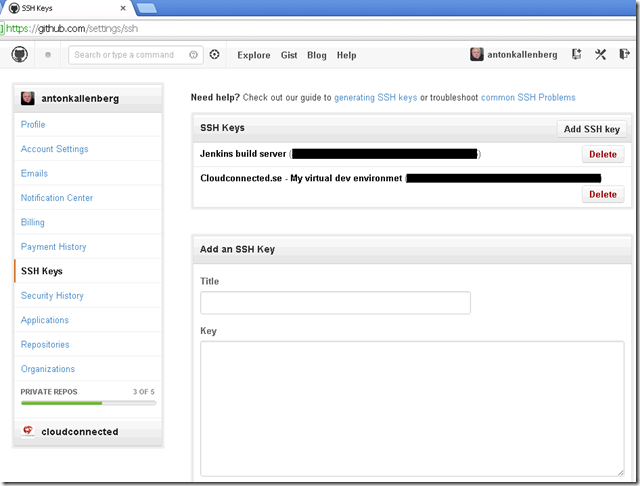 SSH Keys
https://github.com/settings/ssh
Search or type a command
Explore Gist Blog Help
antonkallenberg
antonkallenberg
Profile
Account Settings
Emails
Notification Center
Billing
Payment History
SSH Keys
Security History
Applications
Repositories
Organizations
PRIVATE REPOS 3 OF 5
cloudconnected
Need help? Check out our guide to generating SSH keys or troubleshoot common SSH Problems
SSH Keys Add SSH key
Jenkins build server ( ) Delete
Cloudconnected.se - My virtual dev environmet (
Delete
Add an SSH Key
Title
Key